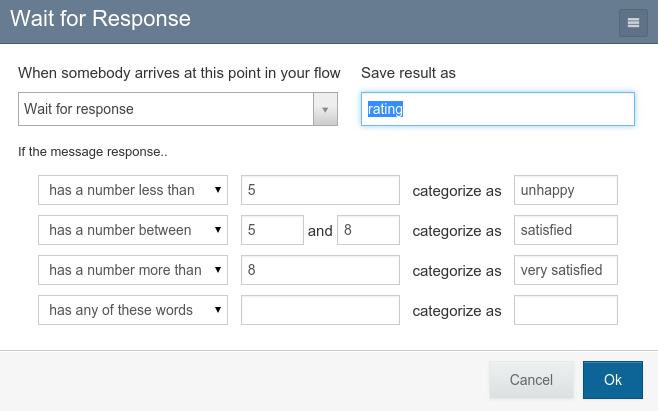 Wait for Response
When somebody arrives at this point in your flow Save result as
Wait for response rating
If the message response..
has a number less than 5 categorize as unhappy
has a number between 5 and 8 categorize as satisfied
has a number more than 8 categorize as very satisfied
has any of these words categorize as
Cancel Ok